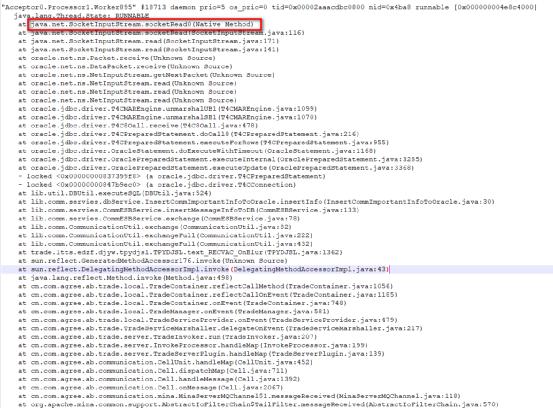 "Acceptor0.Processor1.Worker855" #18713 daemon prio=5 os_prio=0 tid=0x00002aaacdbc0800 nid=0x4ba8 runnable [0x000000004e8c4000]
java.lang.Thread.State: RUNNABLE
at java.net.SocketInputStream.socketRead0(Native Method)
at java.net.SocketInputStream.socketRead(SocketInputStream.java:116)
at java.net.SocketInputStream.read(SocketInputStream.java:171)
at java.net.SocketInputStream.read(SocketInputStream.java:141)
at oracle.net.ns.Packet.receive(Unknown Source)
at oracle.net.ns.DataPacket.receive(Unknown Source)
at oracle.net.ns.NetInputStream.getNextPacket(Unknown Source)
at oracle.net.ns.NetInputStream.read(Unknown Source)
at oracle.net.ns.NetInputStream.read(Unknown Source)
at oracle.net.ns.NetInputStream.read(Unknown Source)
at oracle.jdbc.driver.T4CMAREngine.unmarshalUB1(T4CMAREngine.java:1099)
at oracle.jdbc.driver.T4CMAREngine.unmarshalSB1(T4CMAREngine.java:1070)
at oracle.jdbc.driver.T4C8Oall.receive(T4C8Oall.java:478)
at oracle.jdbc.driver.T4CPreparedStatement.doOall8(T4CPreparedStatement.java:216)
at oracle.jdbc.driver.T4CPreparedStatement.executeForRows(T4CPreparedStatement.java:955)
at oracle.jdbc.driver.OracleStatement.doExecuteWithTimeout(OracleStatement.java:1168)
at oracle.jdbc.driver.OraclePreparedStatement.executeInternal(OraclePreparedStatement.java:3285)
at oracle.jdbc.driver.OraclePreparedStatement.executeUpdate(OraclePreparedStatement.java:3368)
- locked (a oracle.jdbc.driver.T4CPreparedStatement)
- locked (a oracle.jdbc.driver.T4CConnection)
at lib.util.DBUtil.executeSQL(DBUtil.java:524)
at lib.comm.servies.dbService.InsertCommImportantInfoToOracle.insertInfo(InsertCommImportantInfoToOracle.java:30)
at lib.comm.servies.CommESBService.insertMessageInfoToDB(CommESBService.java:133)
at lib.comm.servies.CommESBService.exchange(CommESBService.java:78)
at lib.comm.CommunicationUtil.exchange(CommunicationUtil.java:52)
at lib.comm.CommunicationUtil.exchangeFull(CommunicationUtil.java:222)
at lib.comm.CommunicationUtil.exchangeFull(CommunicationUtil.java:432)
at (TPYDJSL.java:1362)
at sun.reflect.GeneratedMethodAccessor176.invoke(Unknown Source)
at sun.reflect.DelegatingMethodAccessorImpl.invoke(DelegatingMethodAccessorImpl.java:43)
at java.lang.reflect.Method.invoke(Method.java:498)
at cn.com.agree.ab.trade.local.TradeContainer.reflectCallMethod(TradeContainer.java:1056)
at cn.com.agree.ab.trade.local.TradeContainer.reflectCallOnEvent(TradeContainer.java:1185)
at cn.com.agree.ab.trade.local.TradeContainer.onEvent(TradeContainer.java:748)
at cn.com.agree.ab.trade.local.TradeManager.onEvent(TradeManager.java:581)
at cn.com.agree.ab.trade.local.TradeServiceProvider.onEvent(TradeServiceProvider.java:479)
at cn.com.agree.ab.trade.TradeServiceMarshaller.delegateOnEvent(TradeServiceMarshaller.java:217)
at cn.com.agree.ab.trade.server.TradeInvoker.run(TradeInvoker.java:207)
at cn.com.agree.ab.trade.server.InvokeProcessor.handleMap(InvokeProcessor.java:199)
at cn.com.agree.ab.trade.server.TradeServerPlugin.handleMap(TradeServerPlugin.java:139)
at cn.com.agree.ab.communication.CellUnit.handleMap(CellUnit.java:452)
at cn.com.agree.ab.communication.Cell.dispatchMap(Cell.java:711)
at cn.com.agree.ab.communication.Cell.handleMessage(Cell.java:1392)
at cn.com.agree.ab.communication.Cell.onMessage(Cell.java:2067)
at cn.com.agree.ab.communication.mina.MinaServerMQChannel$1.messageReceived(MinaServerMQChannel.java:118)
at org.apache.mina.common.support.AbstractIoFilterChain$TailFilter.messageReceived(AbstractIoFilterChain.java:570)